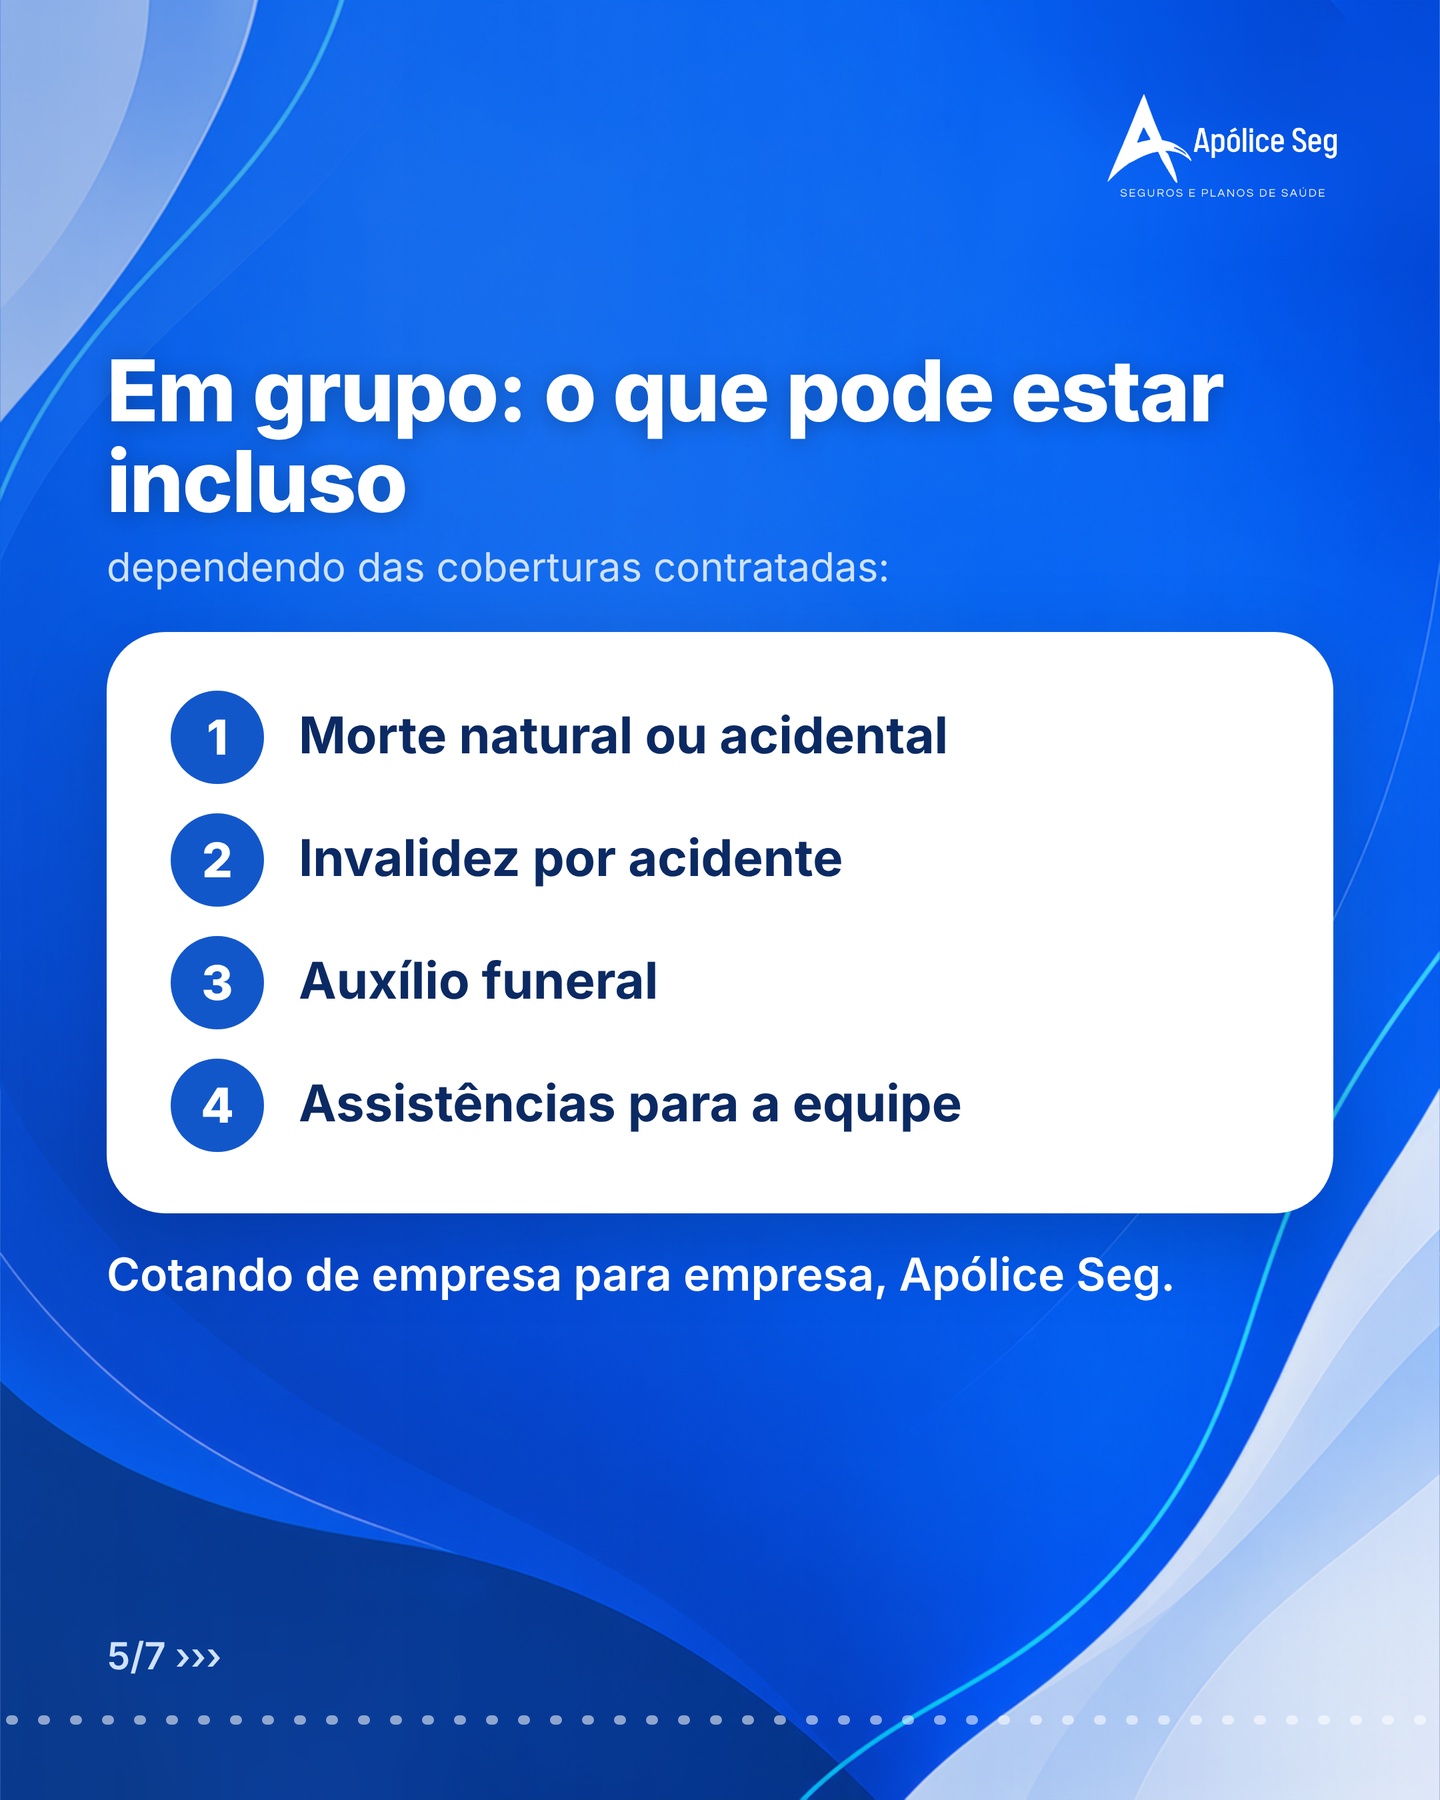 Apólice Seg
SEGUROS E PLANOS DE SAÚDE
Em grupo: o que pode estar
incluso
dependendo das coberturas contratadas:
1 Morte natural ou acidental
2 Invalidez por acidente
3 Auxílio funeral
4 Assistências para a equipe
Cotando de empresa para empresa, Apólice Seg.
5/7 ›››